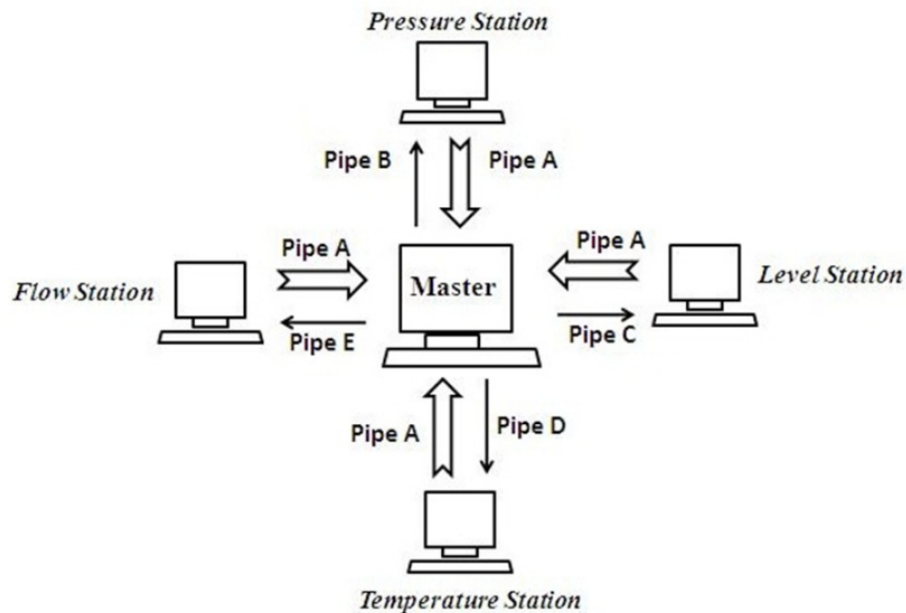 Pressure Station
Pipe B
Pipe A
Pipe A
Pipe A
Flow Station
Master
Level Station
Pipe E
Pipe C
Pipe A
Pipe D
Temperature Station